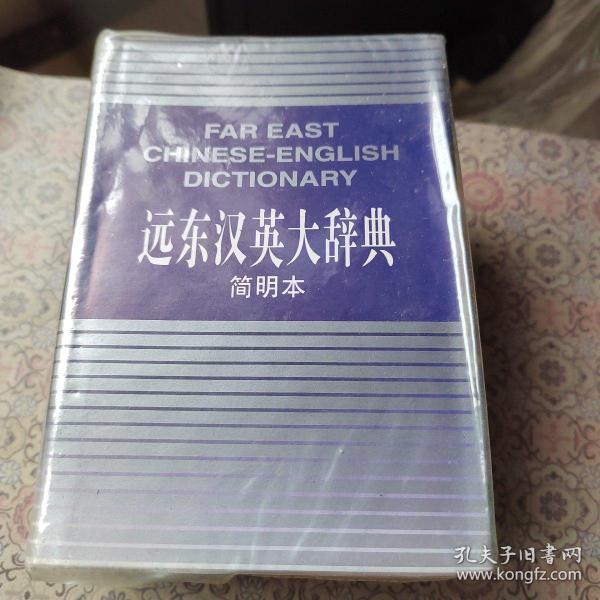 FAR EAST
CHINESE-ENGLISH
DICTIONARY
远东汉英大辞典
简明本
孔夫子旧书网
www.kongfz.com